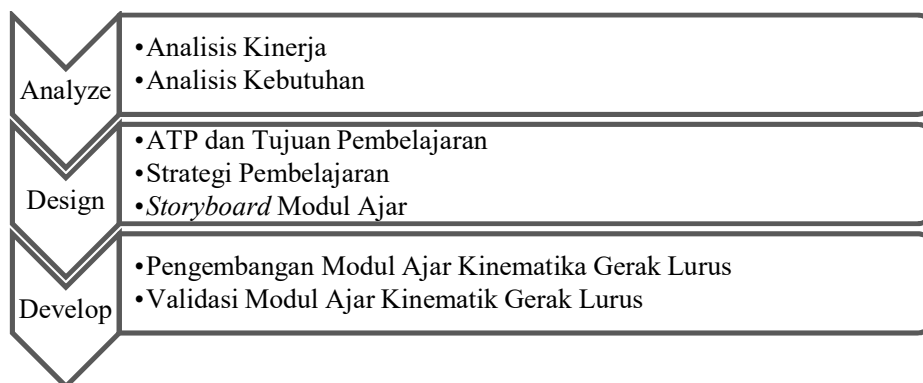 Analyze
•Analisis Kinerja
•Analisis Kebutuhan
Design
•ATP dan Tujuan Pembelajaran
•Strategi Pembelajaran
•Storyboard Modul Ajar
Develop
•Pengembangan Modul Ajar Kinematika Gerak Lurus
•Validasi Modul Ajar Kinematik Gerak Lurus